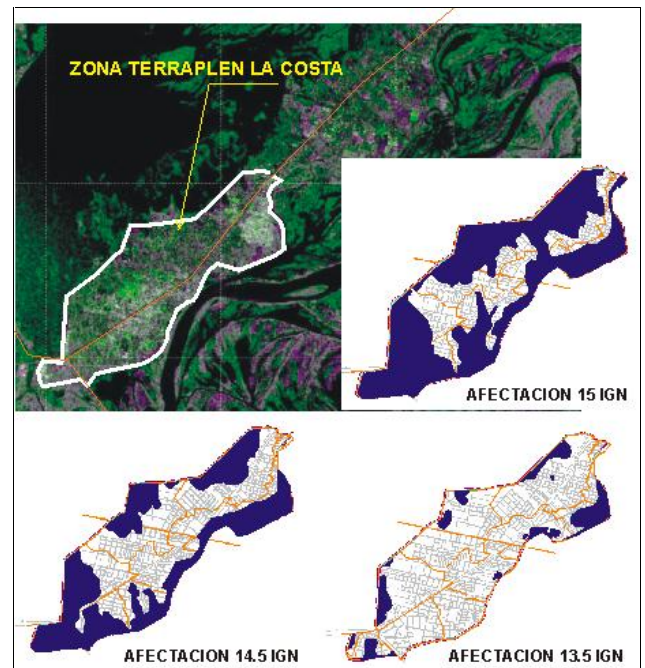 ZONA TERRAPLEN LA COSTA
AFECTACION 15 IGN
AFECTACION 14.5 IGN
AFECTACION 13.5 IGN